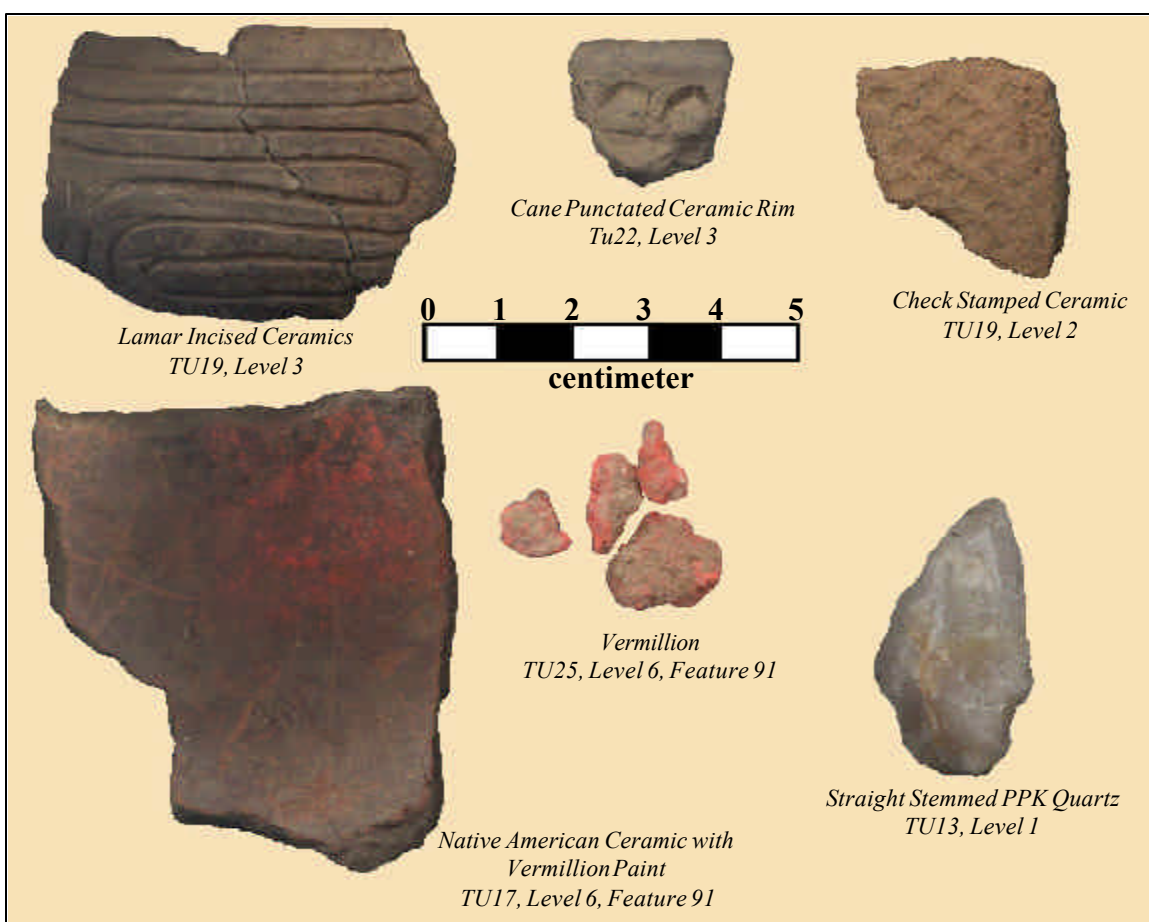 Cane Punctated Ceramic Rim
Tu22, Level 3
Lamar Incised Ceramics
TU19, Level 3
0 1 2 3 4 5
centimeter
Check Stamped Ceramic
TU19, Level 2
Vermillion
TU25, Level 6, Feature 91
Straight Stemmed PPK Quartz
TU13, Level 1
Native American Ceramic with
Vermillion Paint
TU17, Level 6, Feature 91